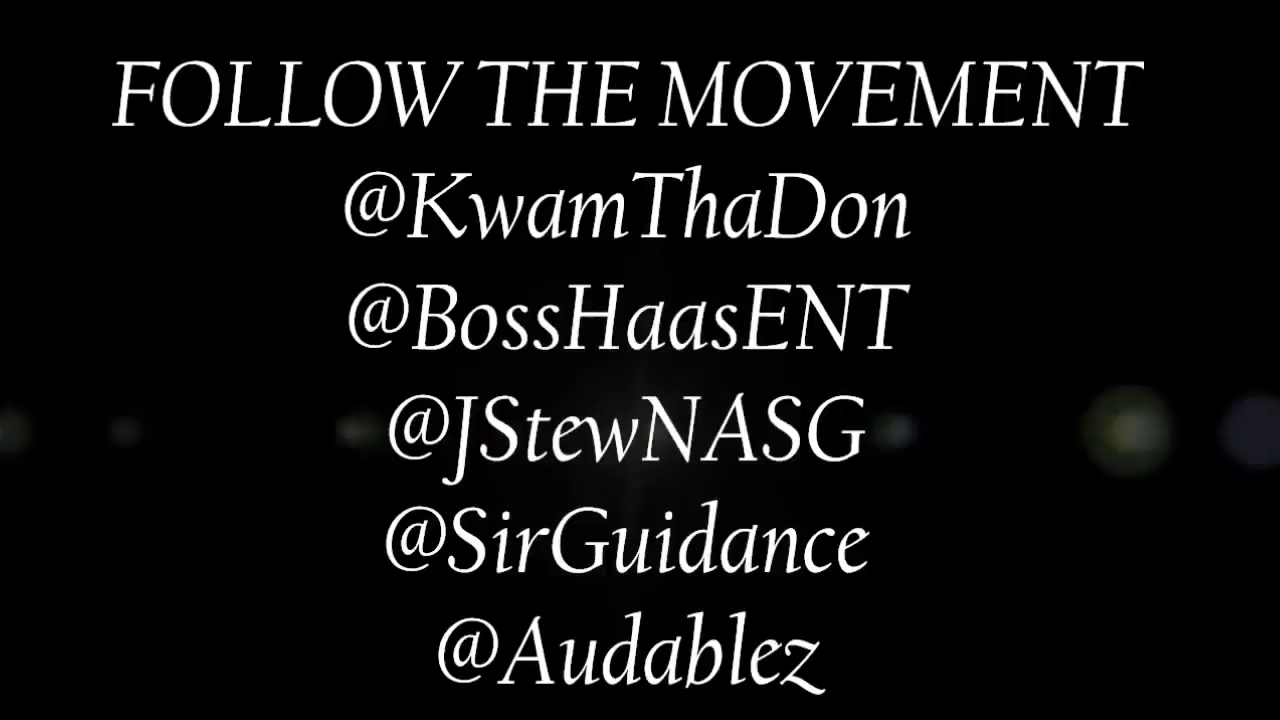 FOLLOW THE MOVEMENT
@KwamThaDon
@BossHaasENT
@JStewNASG
@SirGuidance
@Audablez